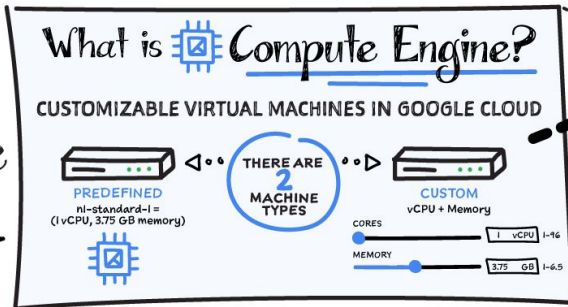 What is Compute Engine?
CUSTOMIZABLE VIRTUAL MACHINES IN GOOGLE CLOUD
PREDEFINED
n1-standard-1 =
(1 vCPU, 3.75 GB memory)
THERE ARE
2
MACHINE
TYPES
CUSTOM
vCPU + Memory
CORES
1 vCPU 1-96
MEMORY
3.75 GB 1-6.5